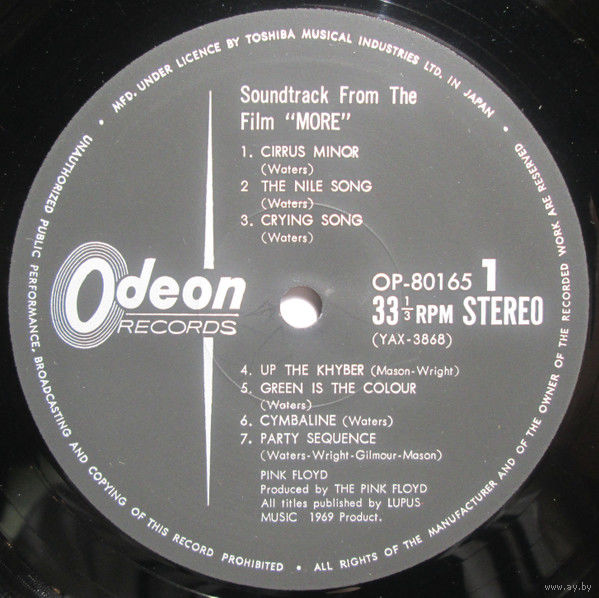 • MFD. UNDER LICENCE BY TOSHIBA MUSICAL INDUSTRIES LTD. IN JAPAN •
UNAUTHORIZED PUBLIC PERFORMANCE, BROADCASTING AND COPYING OF THIS RECORD PROHIBITED • ALL RIGHTS OF THE MANUFACTURER AND OF THE OWNER OF THE RECORDED WORK ARE RESERVED
Soundtrack From The
Film "MORE"
1. CIRRUS MINOR
(Waters)
2 THE NILE SONG
(Waters)
3. CRYING SONG
(Waters)
Odeon
RECORDS
OP-80165 1
33⅓ RPM STEREO
(YAX-3868)
4. UP THE KHYBER (Mason-Wright)
5. GREEN IS THE COLOUR
(Waters)
6. CYMBALINE (Waters)
7. PARTY SEQUENCE
(Waters-Wright-Gilmour-Mason)
PINK FLOYD
Produced by THE PINK FLOYD
All titles published by LUPUS
MUSIC 1969 Product.
www.ay.by